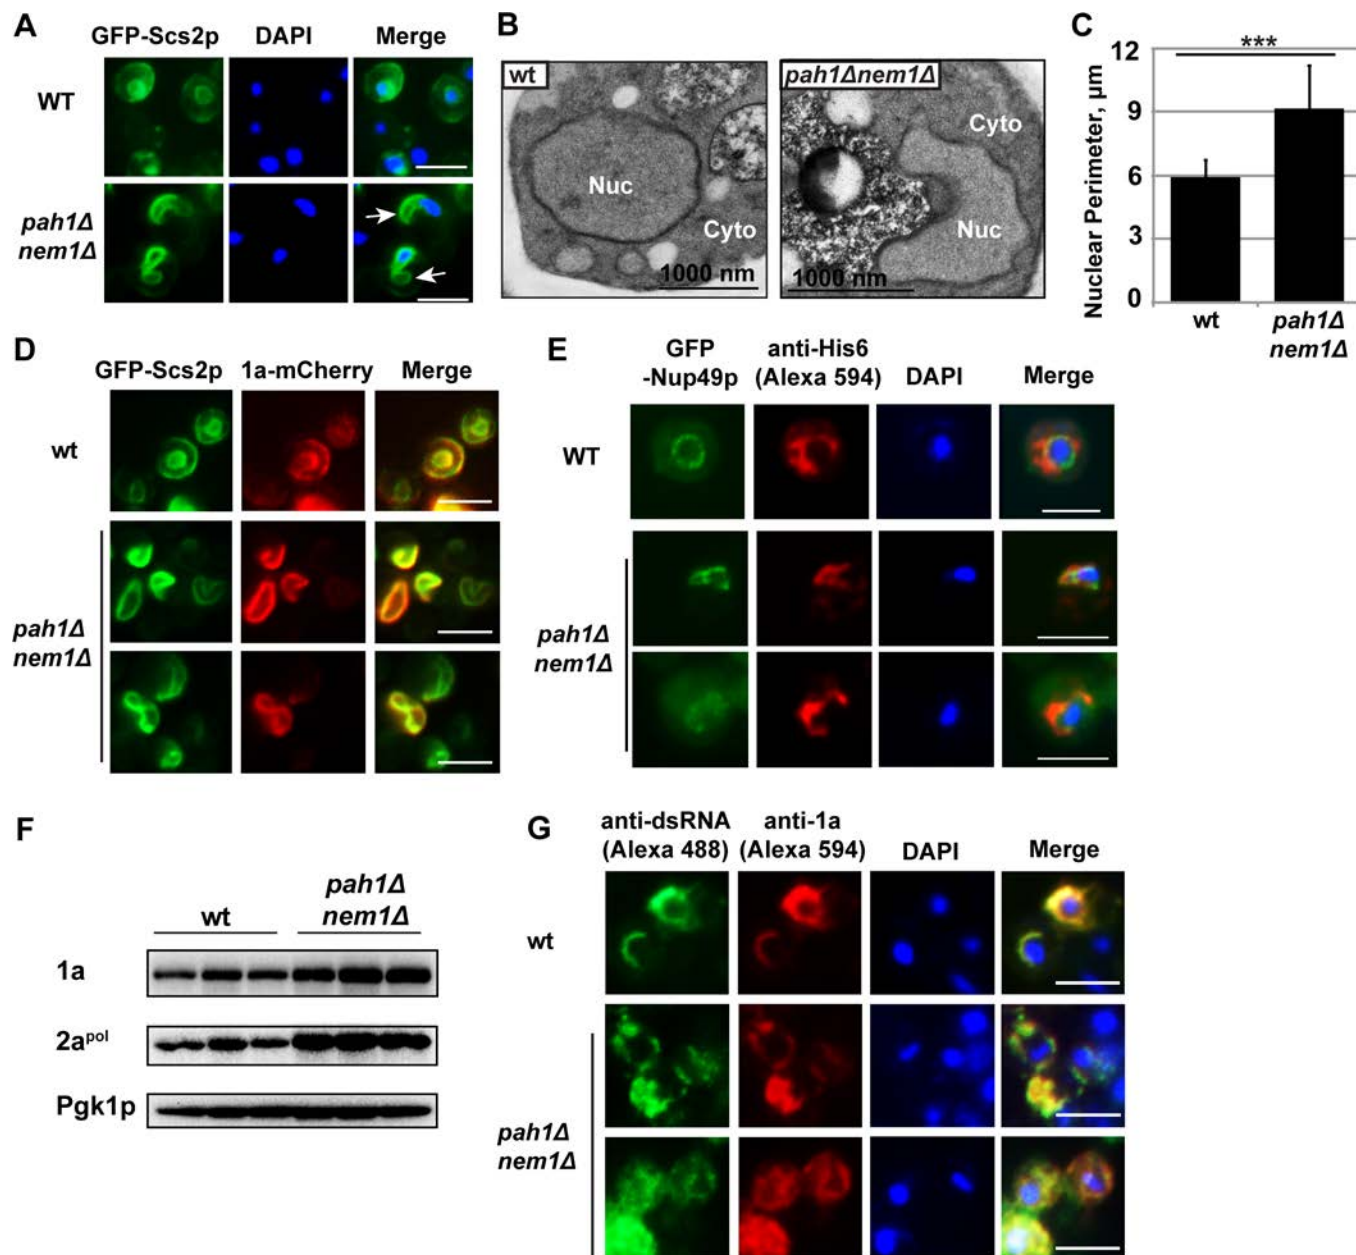 A
GFP-Scs2p DAPI Merge
WT
pah1Δ
nem1Δ
B
wt
Nuc
Cyto
1000 nm
pah1Δnem1Δ
Cyto
Nuc
1000 nm
C
Nuclear Perimeter, µm
12
9
6
3
0
***
wt
pah1Δ
nem1Δ
D
GFP-Scs2p 1a-mCherry Merge
wt
pah1Δ
nem1Δ
E
GFP anti-His6
-Nup49p (Alexa 594) DAPI Merge
WT
pah1Δ
nem1Δ
F
wt
pah1Δ
nem1Δ
1a
2aᵖᵒˡ
Pgk1p
G
anti-dsRNA anti-1a
(Alexa 488) (Alexa 594) DAPI Merge
wt
pah1Δ
nem1Δ